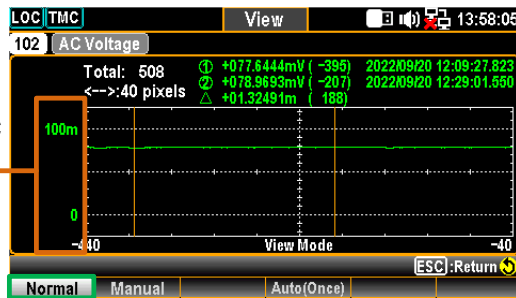 LOC TMC View 13:58:05
102 AC Voltage
Total: 508 ① +077.6444mV ( -395) 2022/09/20 12:09:27.823
<-->:40 pixels ② +078.9693mV ( -207) 2022/09/20 12:29:01.550
△ +01.32491m ( 188)
100m
0
-440 View Mode -40
ESC :Return
Normal Manual Auto(Once)